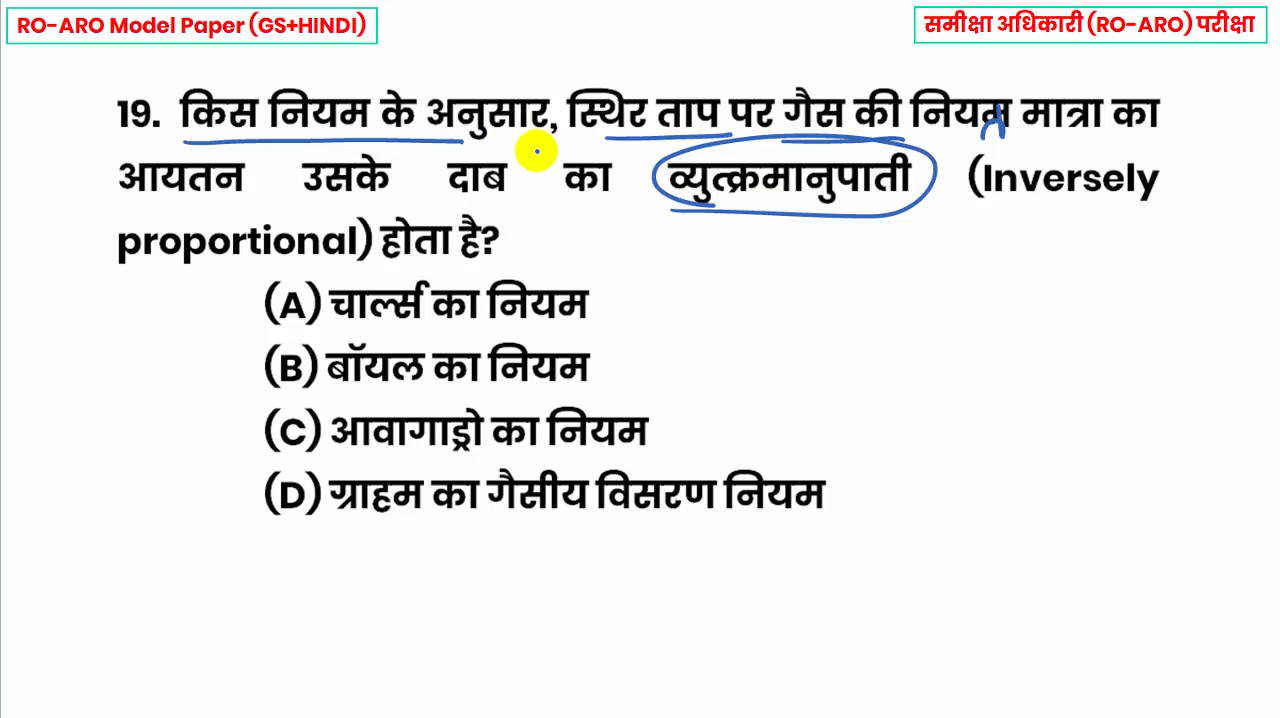 RO-ARO Model Paper (GS+HINDI)
समीक्षा अधिकारी (RO-ARO) परीक्षा
19. किस नियम के अनुसार, स्थिर ताप पर गैस की नियम मात्रा का
आयतन उसके दाब का व्युत्क्रमानुपाती (Inversely
proportional) होता है?
(A) चार्ल्स का नियम
(B) बॉयल का नियम
(C) आवागाड्रो का नियम
(D) ग्राहम का गैसीय विसरण नियम